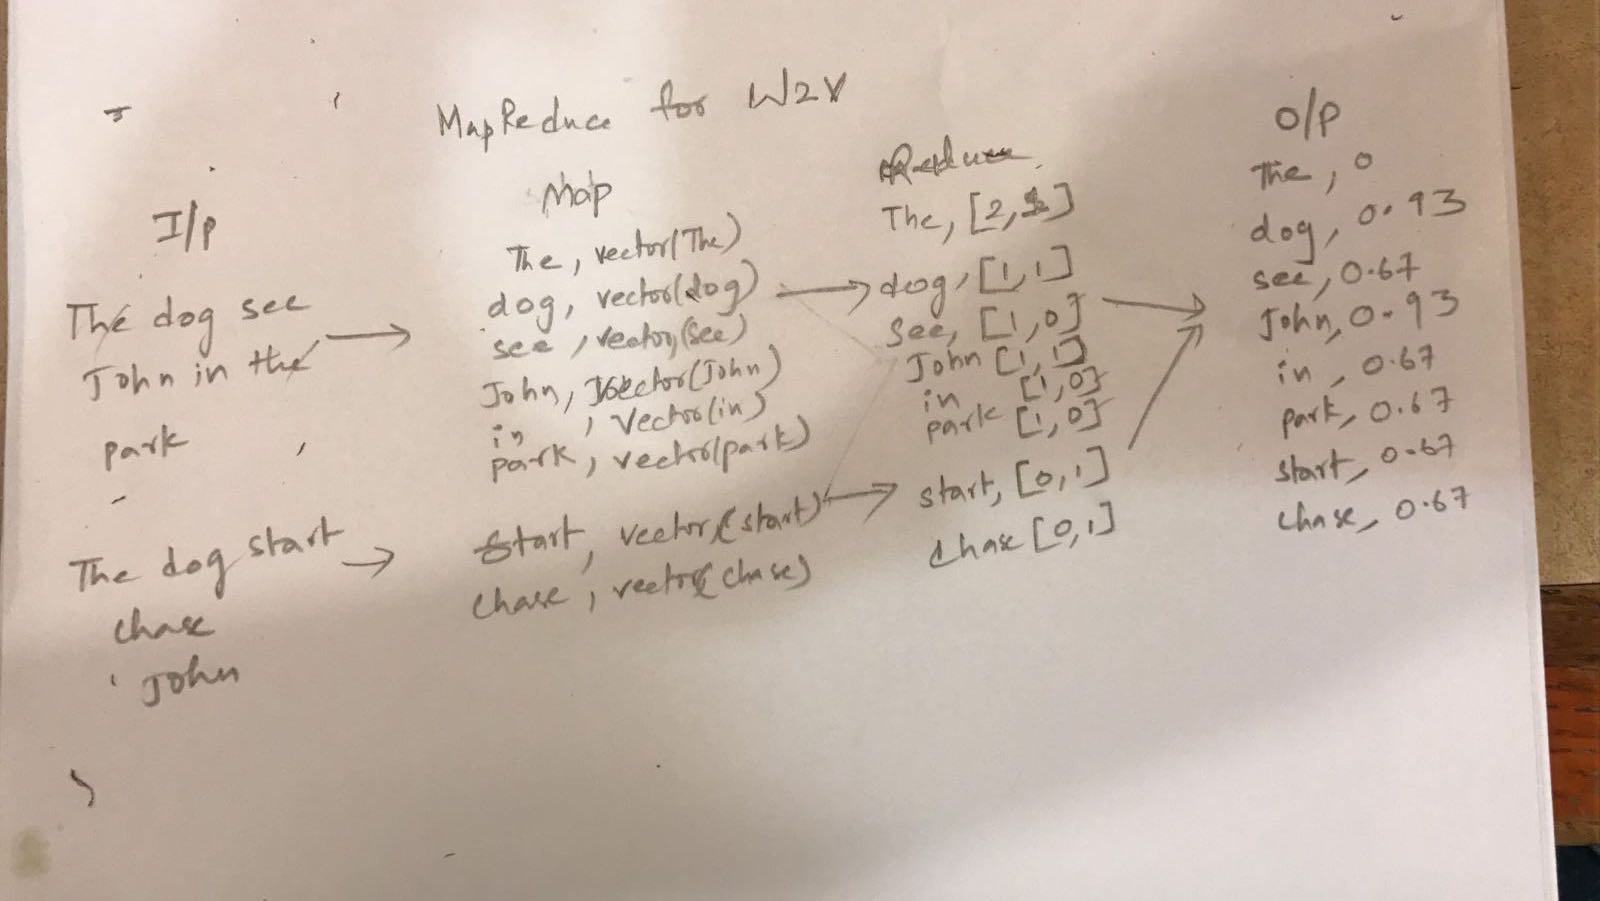 MapReduce for W2V
I/p
The dog see
John in the
park
The dog start
chase
John
Map
The, vector(The)
dog, vector(dog)
see, vector(see)
John, vector(John)
in, Vector(in)
park, vector(park)
Start, vector(start)
chase, vector(chase)
Reduce
The, [2,1]
dog, [1,1]
See, [1,0]
John [1,1]
in [1,0]
park [1,0]
start, [0,1]
chase [0,1]
O/p
The, 0
dog, 0.93
see, 0.67
John, 0.93
in, 0.67
park, 0.67
start, 0.67
chase, 0.67